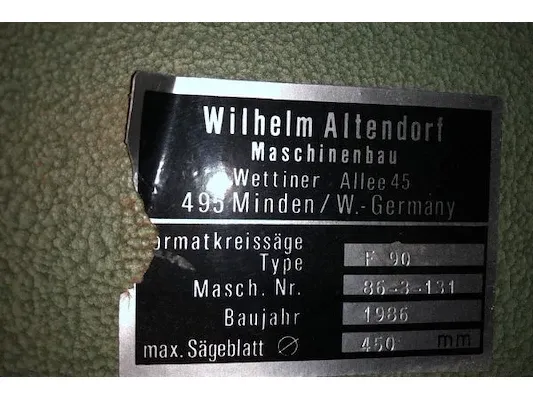 Wilhelm Altendorf
Maschinenbau
Wettiner Allee 45
495 Minden/W.-Germany
ormatkreissäge
Type F 90
Masch. Nr. 86-3-131
Baujahr 1986
max. Sägeblatt ∅ 450 mm